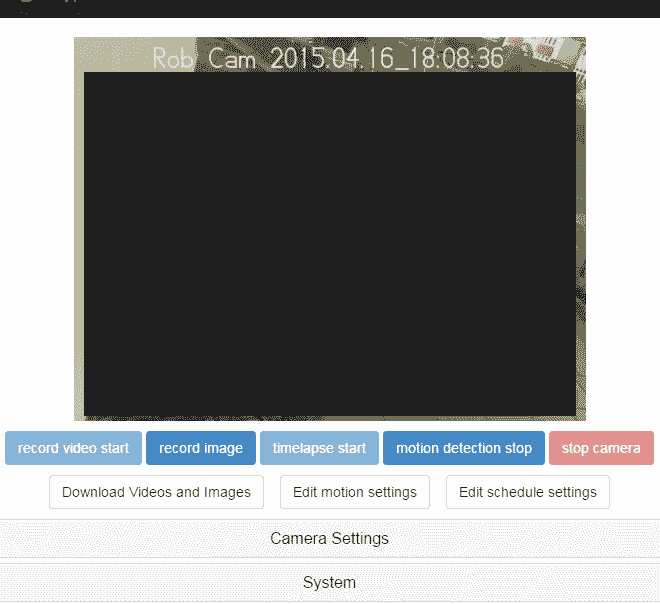 Rob Cam 2015.04.16_18:08:36
record video start record image timelapse start motion detection stop stop camera
Download Videos and Images Edit motion settings Edit schedule settings
Camera Settings
System